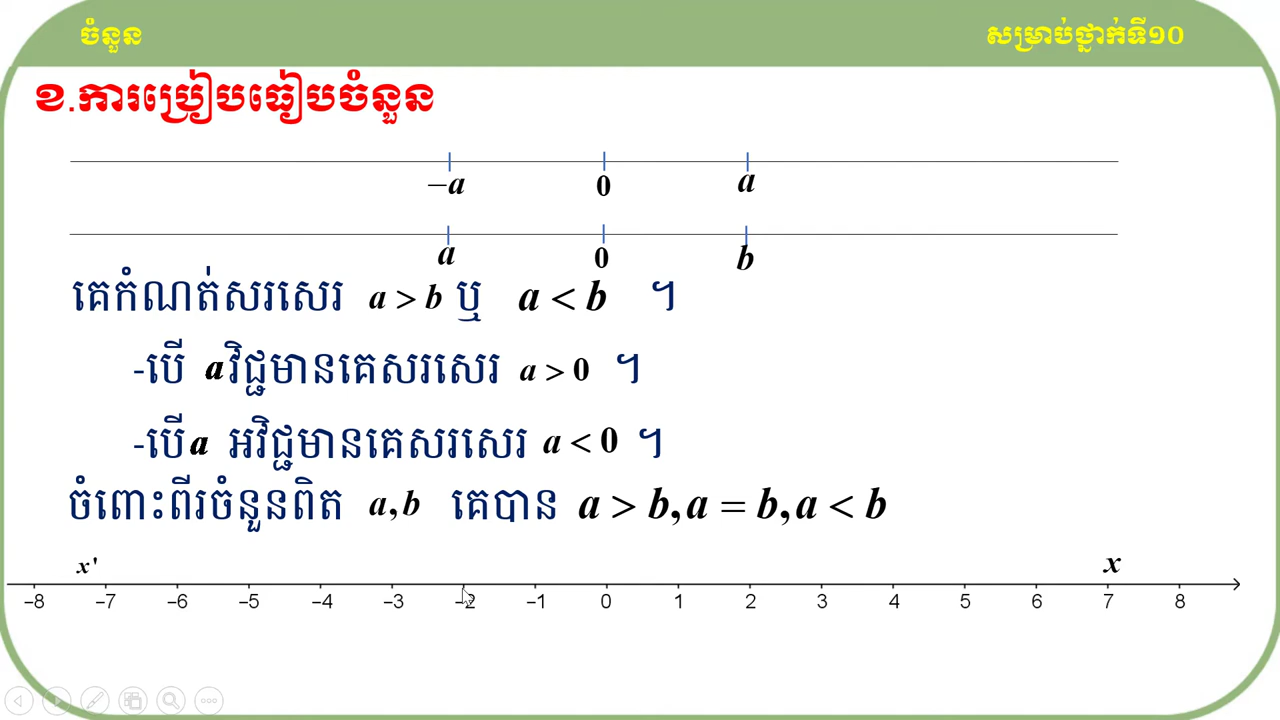 ចំនួន
សម្រាប់ថ្នាក់ទី១០
ខ.ការប្រៀបធៀបចំនួន
−a 0 a
a 0 b
គេកំណត់សរសេរ a > b ឬ a < b ។
-បើ a វិជ្ជមានគេសរសេរ a > 0 ។
-បើ a អវិជ្ជមានគេសរសេរ a < 0 ។
ចំពោះពីរចំនួនពិត a,b គេបាន a > b,a = b,a < b
x' x
−8 −7 −6 −5 −4 −3 −2 −1 0 1 2 3 4 5 6 7 8